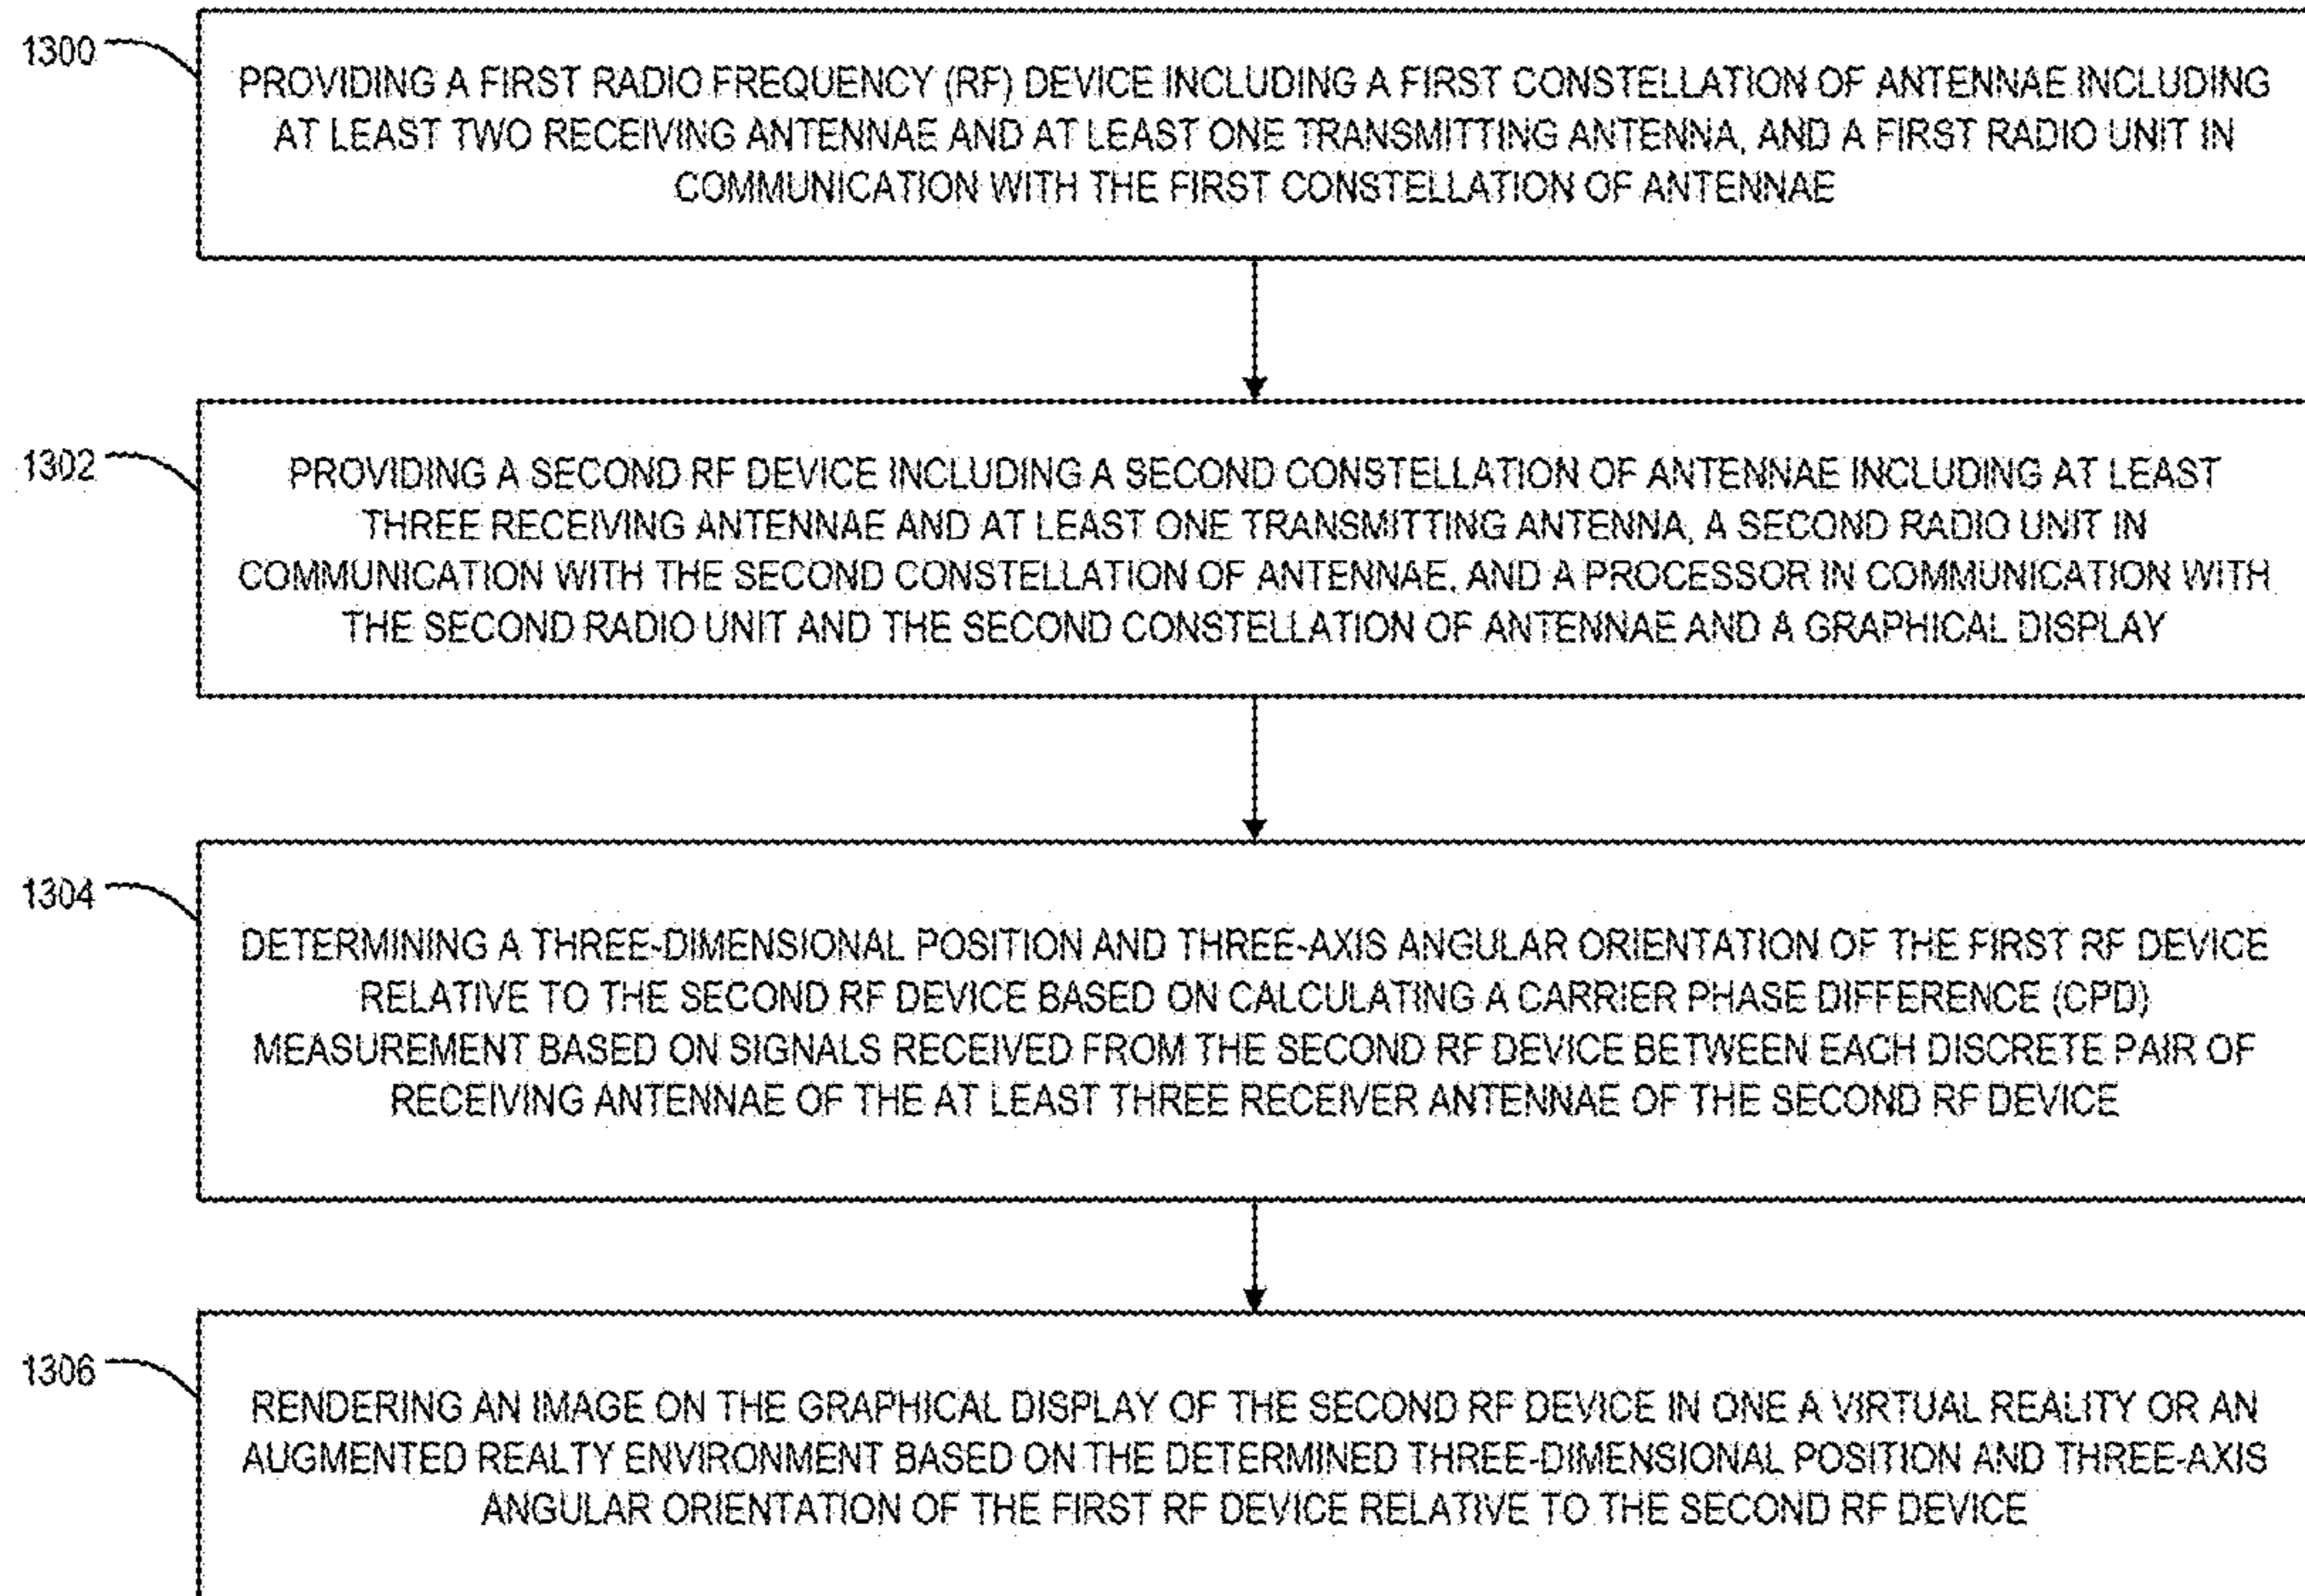 1300
PROVIDING A FIRST RADIO FREQUENCY (RF) DEVICE INCLUDING A FIRST CONSTELLATION OF ANTENNAE INCLUDING
AT LEAST TWO RECEIVING ANTENNAE AND AT LEAST ONE TRANSMITTING ANTENNA, AND A FIRST RADIO UNIT IN
COMMUNICATION WITH THE FIRST CONSTELLATION OF ANTENNAE
1302
PROVIDING A SECOND RF DEVICE INCLUDING A SECOND CONSTELLATION OF ANTENNAE INCLUDING AT LEAST
THREE RECEIVING ANTENNAE AND AT LEAST ONE TRANSMITTING ANTENNA, A SECOND RADIO UNIT IN
COMMUNICATION WITH THE SECOND CONSTELLATION OF ANTENNAE, AND A PROCESSOR IN COMMUNICATION WITH
THE SECOND RADIO UNIT AND THE SECOND CONSTELLATION OF ANTENNAE AND A GRAPHICAL DISPLAY
1304
DETERMINING A THREE-DIMENSIONAL POSITION AND THREE-AXIS ANGULAR ORIENTATION OF THE FIRST RF DEVICE
RELATIVE TO THE SECOND RF DEVICE BASED ON CALCULATING A CARRIER PHASE DIFFERENCE (CPD)
MEASUREMENT BASED ON SIGNALS RECEIVED FROM THE SECOND RF DEVICE BETWEEN EACH DISCRETE PAIR OF
RECEIVING ANTENNAE OF THE AT LEAST THREE RECEIVER ANTENNAE OF THE SECOND RF DEVICE
1306
RENDERING AN IMAGE ON THE GRAPHICAL DISPLAY OF THE SECOND RF DEVICE IN ONE A VIRTUAL REALITY OR AN
AUGMENTED REALTY ENVIRONMENT BASED ON THE DETERMINED THREE-DIMENSIONAL POSITION AND THREE-AXIS
ANGULAR ORIENTATION OF THE FIRST RF DEVICE RELATIVE TO THE SECOND RF DEVICE